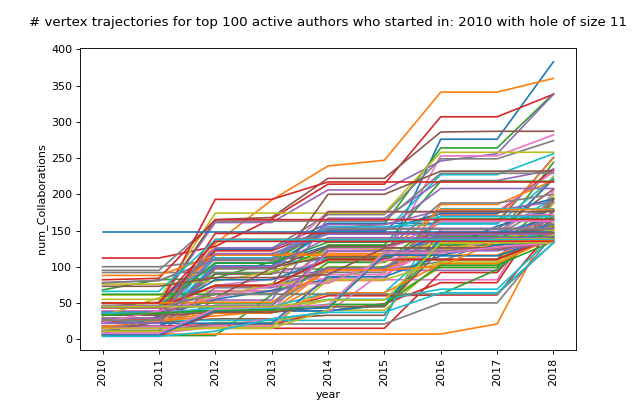 # vertex trajectories for top 100 active authors who started in: 2010 with hole of size 11
400
350
300
250
200
150
100
50
0
num_Collaborations
2010 2011 2012 2013 2014 2015 2016 2017 2018
year